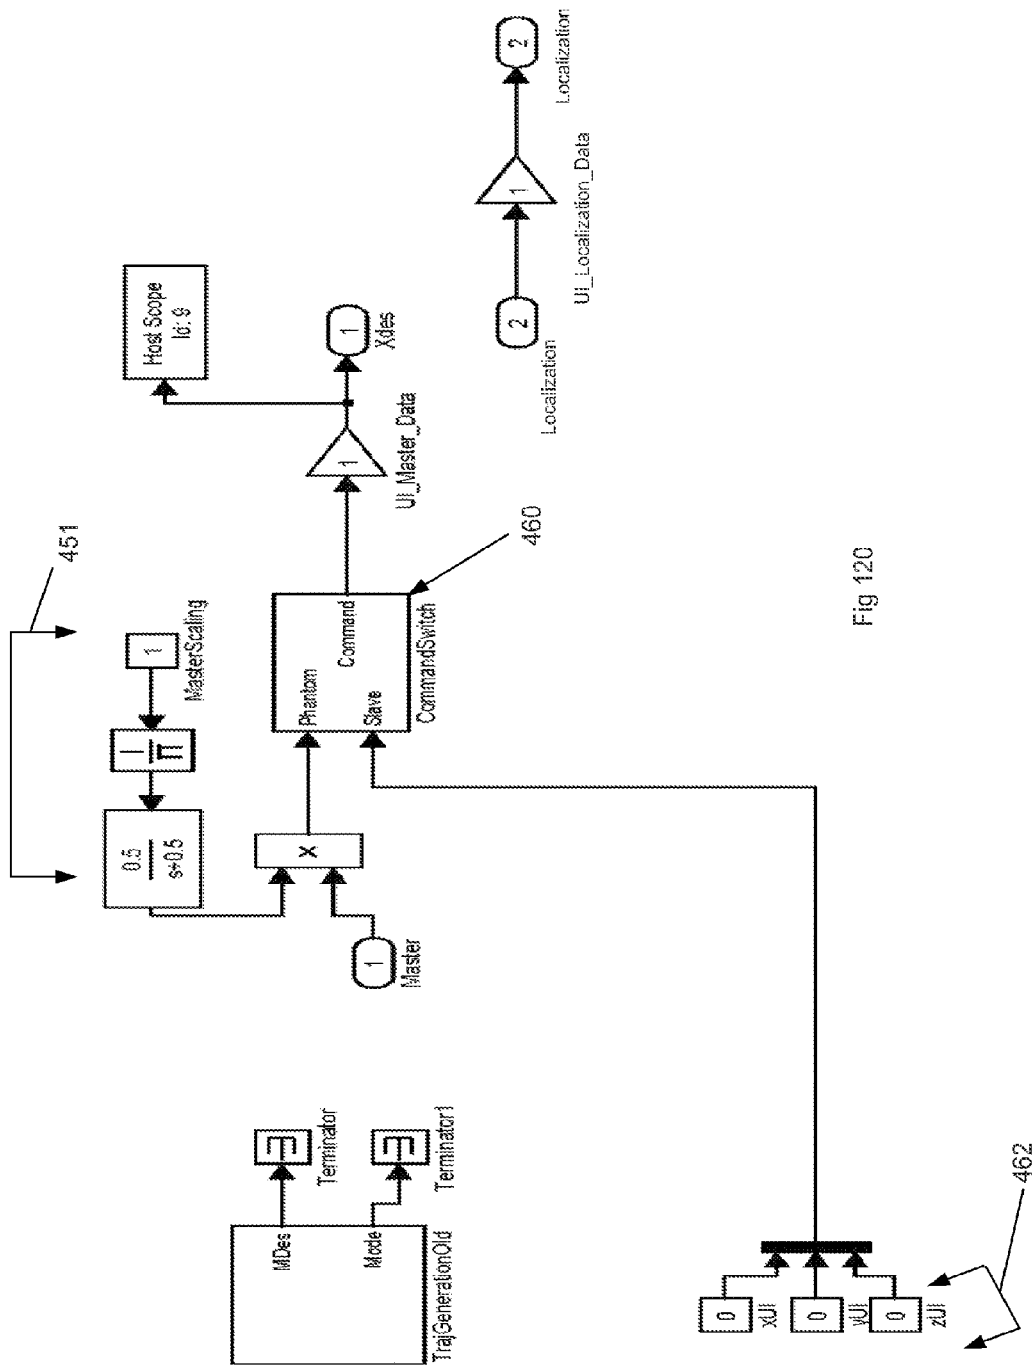 TrajGenerationOld
MDes
Mode
Terminator
Terminator1
0.5
s+0.5
1
MasterScaling
451
1
Master
X
Phantom
Slave
Command
CommandSwitch
460
1
UI_Master_Data
Host Scope
Id: 9
1
Xdes
2
Localization
1
UI_Localization_Data
2
Localization
0
xUI
0
yUI
0
zUI
462
Fig 120